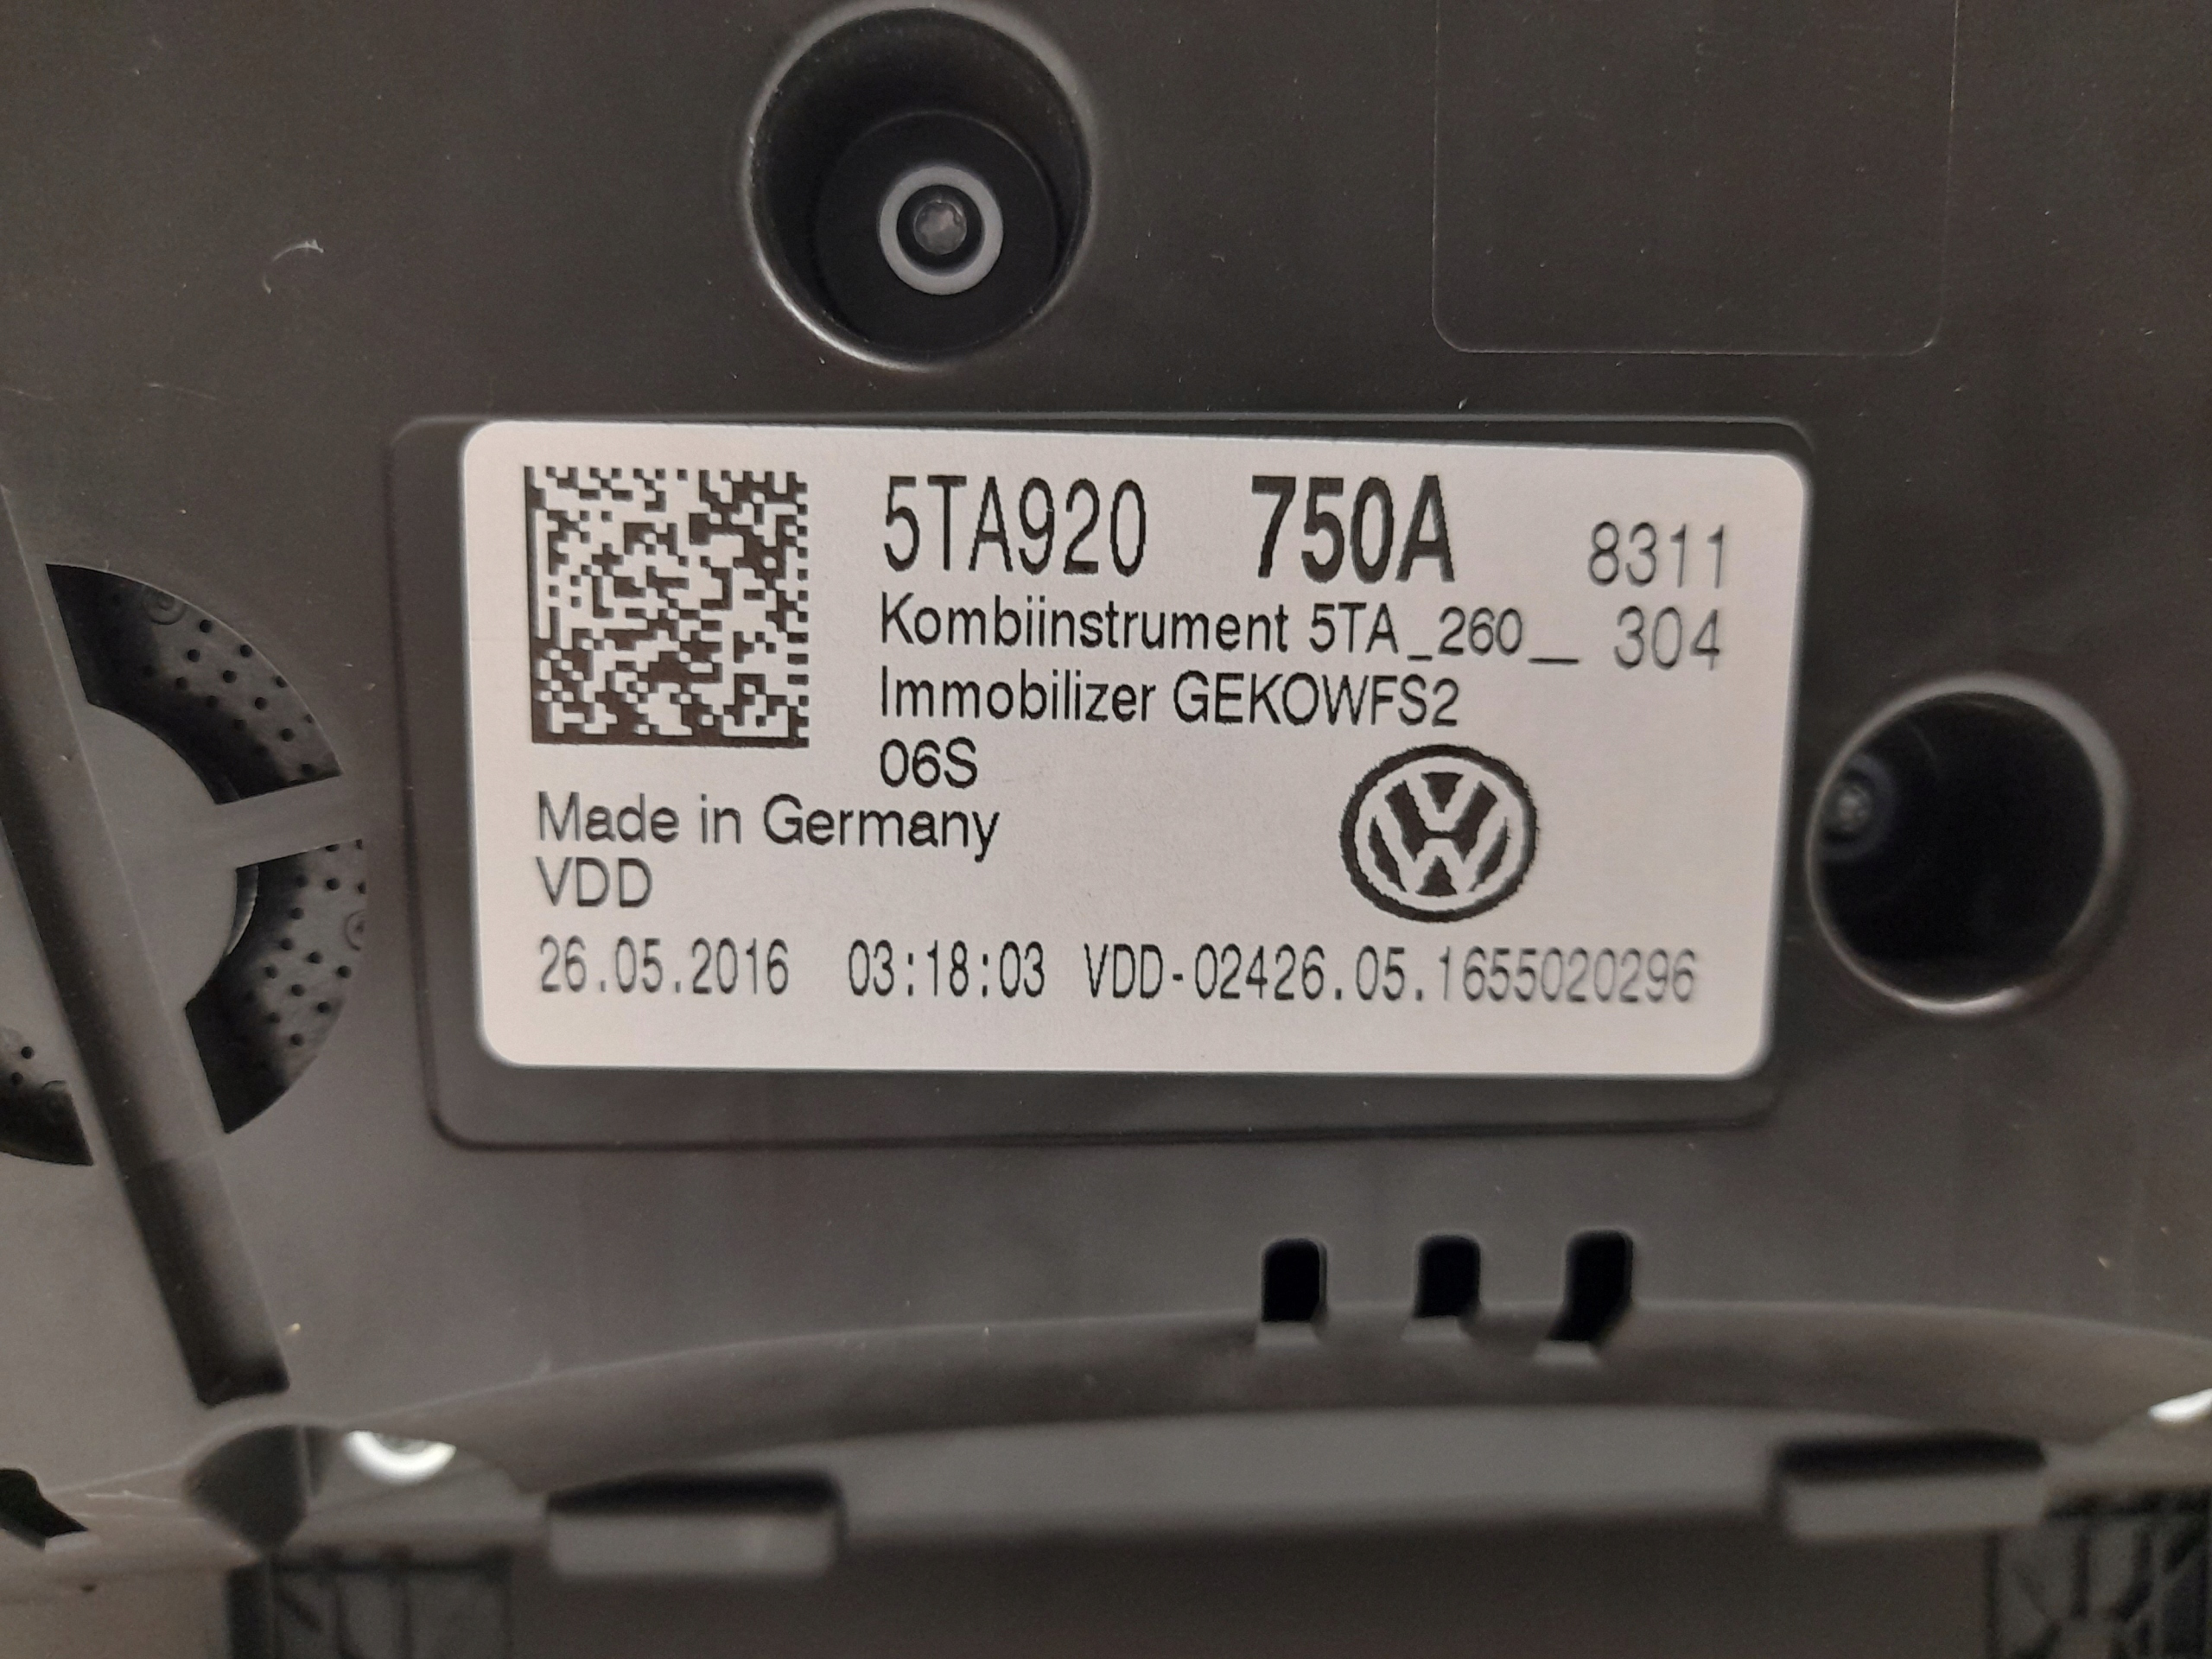 5TA920 750A 8311
Kombiinstrument 5TA_260__ 304
Immobilizer GEKOWFS2
06S
Made in Germany
VDD
26.05.2016 03:18:03 VDD-02426.05.1655020296